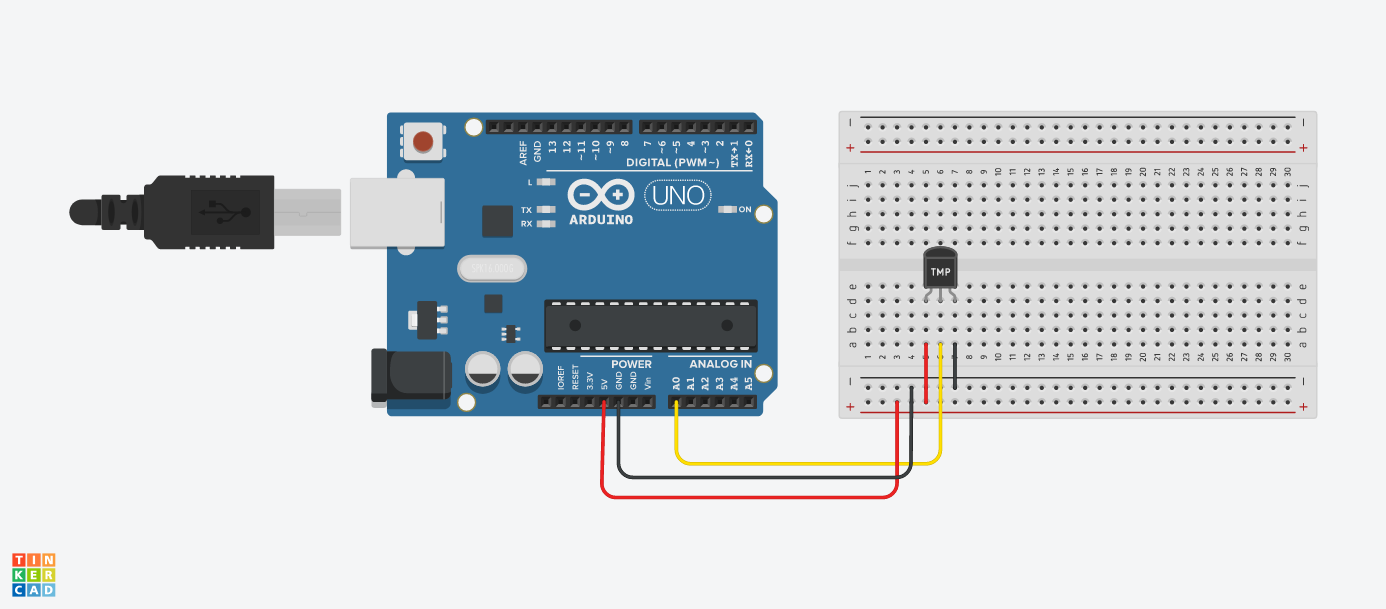 AREF
GND
13
12
~11
~10
~9
8
7
~6
~5
4
~3
2
TX→1
RX←0
DIGITAL (PWM~)
L
TX
RX
ARDUINO
UNO
ON
TMP
POWER
ANALOG IN
IOREF
RESET
3.3V
5V
GND
GND
Vin
A0
A1
A2
A3
A4
A5
− −
+ +
1 2 3 4 5 6 7 8 9 10 11 12 13 14 15 16 17 18 19 20 21 22 23 24 25 26 27 28 29 30
j j
i i
h h
g g
f f
e e
d d
c c
b b
a a
1 2 3 4 5 6 7 8 9 10 11 12 13 14 15 16 17 18 19 20 21 22 23 24 25 26 27 28 29 30
− −
+ +
TIN
KER
CAD